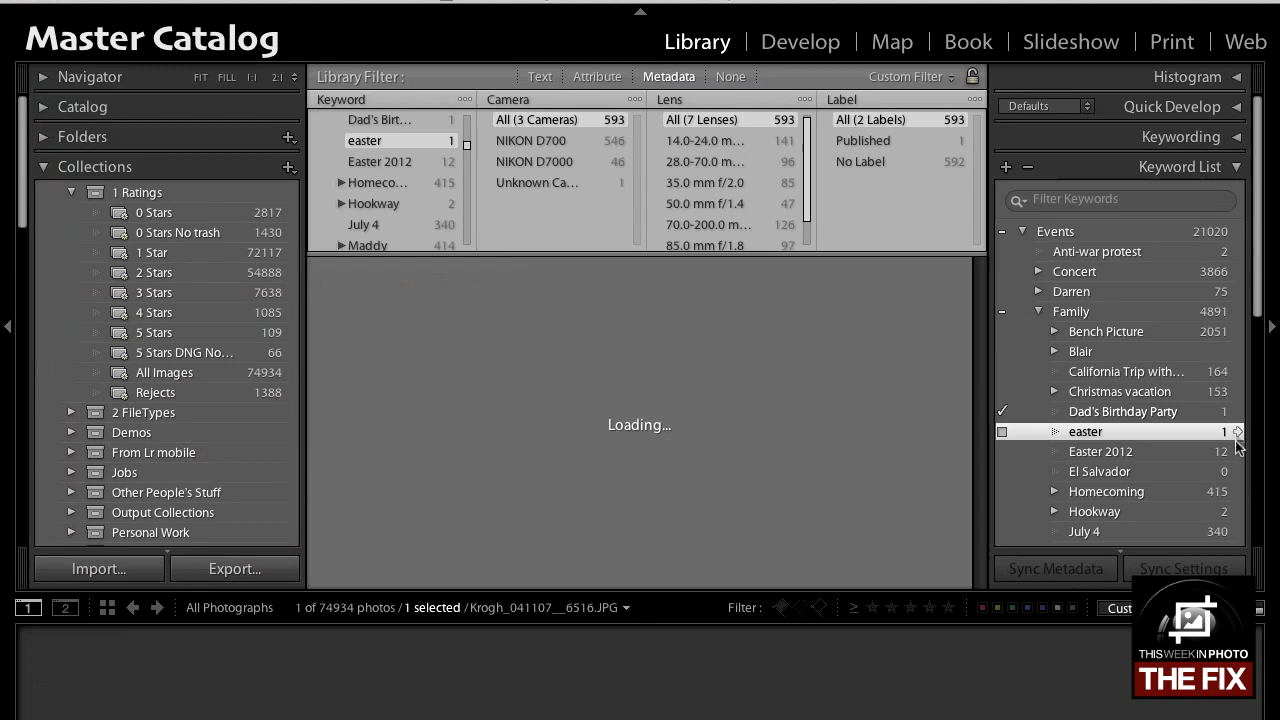 Master Catalog
Library | Develop | Map | Book | Slideshow | Print | Web
Navigator FIT FILL 1:1 2:1
Catalog
Folders
Collections
1 Ratings
0 Stars 2817
0 Stars No trash 1430
1 Star 72117
2 Stars 54888
3 Stars 7638
4 Stars 1085
5 Stars 109
5 Stars DNG No... 66
All Images 74934
Rejects 1388
2 FileTypes
Demos
From Lr mobile
Jobs
Other People's Stuff
Output Collections
Personal Work
Import... Export...
Library Filter : Text Attribute Metadata None Custom Filter
Keyword Camera Lens Label
Dad's Birt... 1
easter 1
Easter 2012 12
Homeco... 415
Hookway 2
July 4 340
Maddy 414
All (3 Cameras) 593
NIKON D700 546
NIKON D7000 46
Unknown Ca... 1
All (7 Lenses) 593
14.0-24.0 m... 141
28.0-70.0 m... 96
35.0 mm f/2.0 85
50.0 mm f/1.4 47
70.0-200.0 m... 126
85.0 mm f/1.8 97
All (2 Labels) 593
Published 1
No Label 592
Loading...
Histogram
Defaults Quick Develop
Keywording
+ − Keyword List
Filter Keywords
Events 21020
Anti-war protest 2
Concert 3866
Darren 75
Family 4891
Bench Picture 2051
Blair
California Trip with... 164
Christmas vacation 153
Dad's Birthday Party 1
easter 1
Easter 2012 12
El Salvador 0
Homecoming 415
Hookway 2
July 4 340
Sync Metadata Sync Settings
1 2 All Photographs 1 of 74934 photos / 1 selected / Krogh_041107__6516.JPG Filter : ≥ Cust
THIS WEEK IN PHOTO
THE FIX